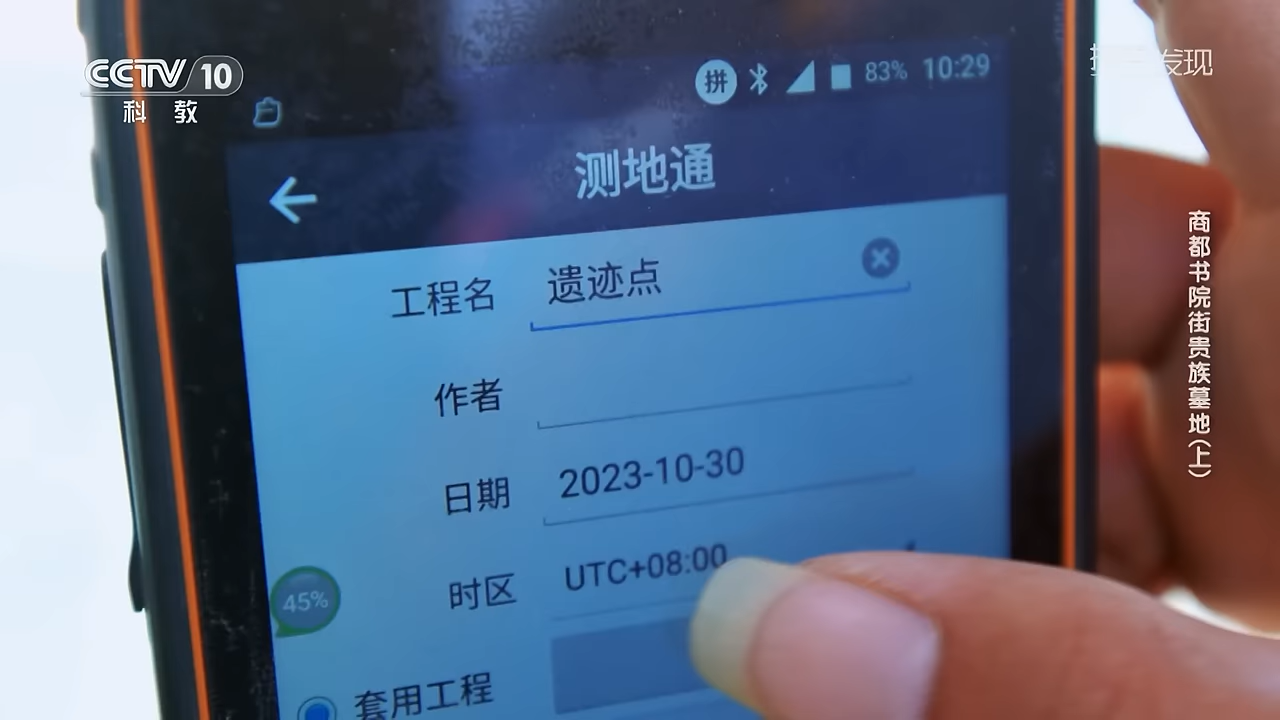 CCTV 10
科教
拼 83% 10:29
发现
测地通
工程名 遗迹点
作者
日期 2023-10-30
时区 UTC+08:00
45%
套用工程
商都书院街贵族墓地(上)